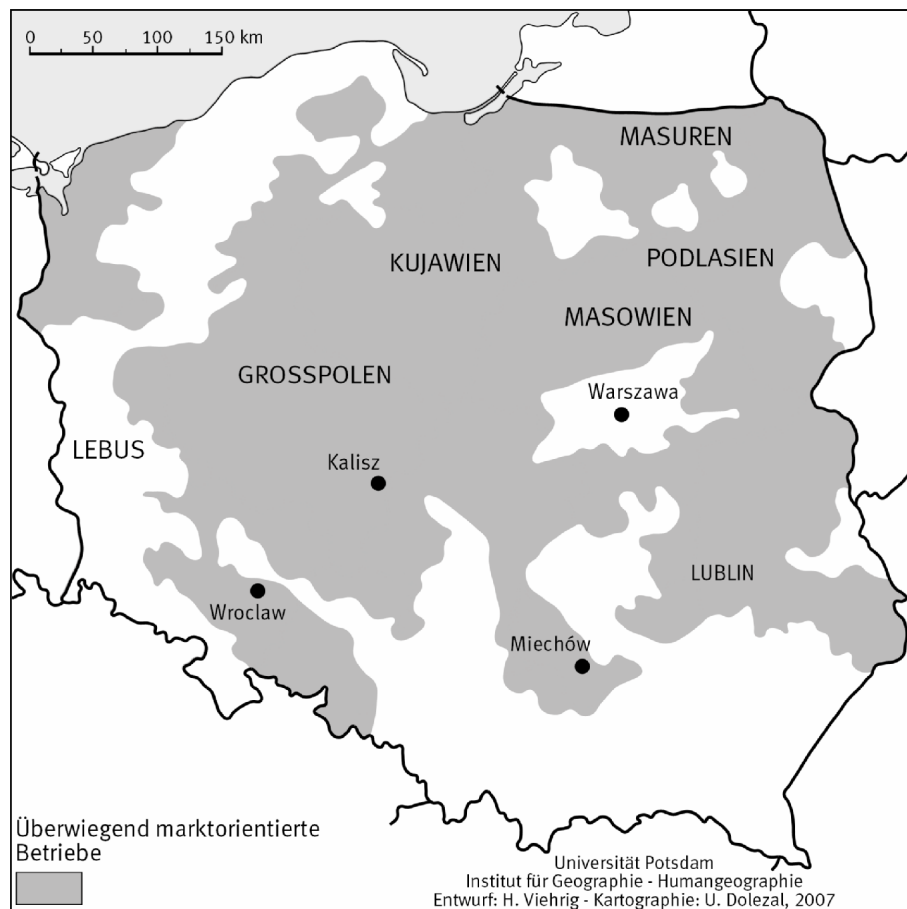 0 50 100 150 km
MASUREN
KUJAWIEN
PODLASIEN
MASOWIEN
GROSSPOLEN
Warszawa
LEBUS
Kalisz
LUBLIN
Wroclaw
Miechów
Überwiegend marktorientierte
Betriebe
Universität Potsdam
Institut für Geographie - Humangeographie
Entwurf: H. Viehrig - Kartographie: U. Dolezal, 2007